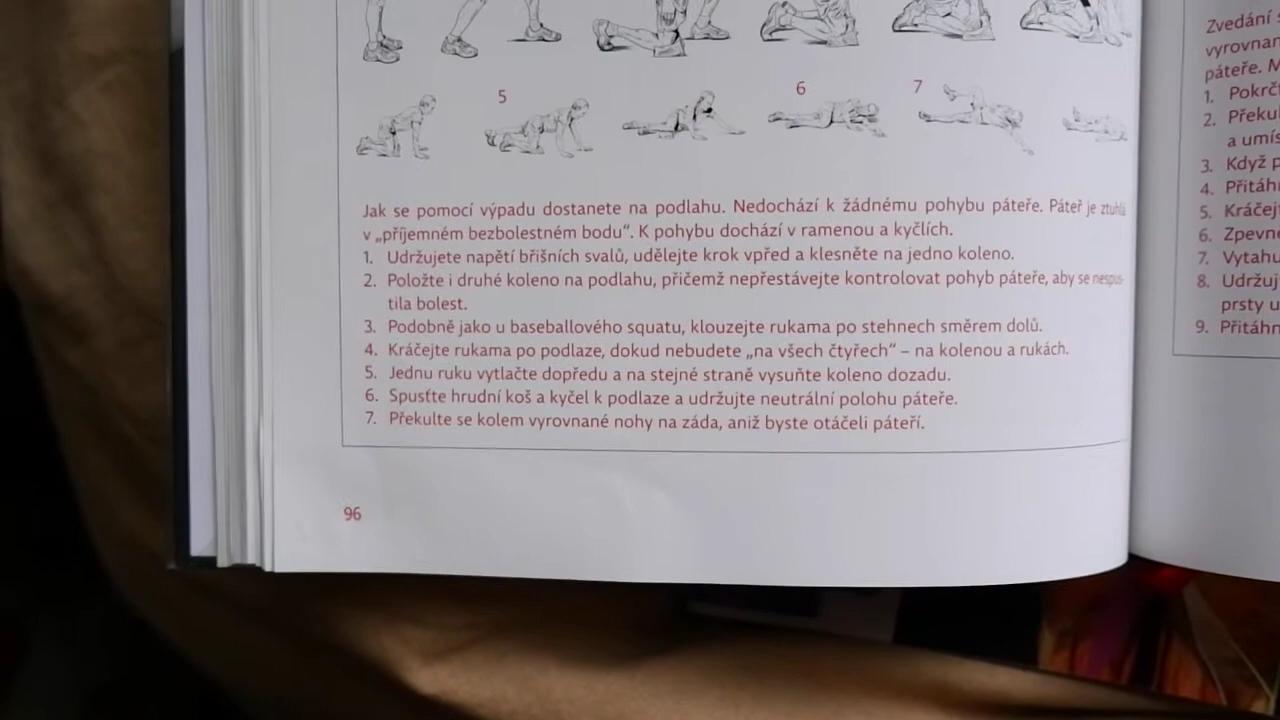 5
6
7
Jak se pomocí výpadu dostanete na podlahu. Nedochází k žádnému pohybu páteře. Páteř je ztuhlá
v „příjemném bezbolestném bodu“. K pohybu dochází v ramenou a kyčlích.
1. Udržujete napětí břišních svalů, udělejte krok vpřed a klesněte na jedno koleno.
2. Položte i druhé koleno na podlahu, přičemž nepřestávejte kontrolovat pohyb páteře, aby se nespus-
tila bolest.
3. Podobně jako u baseballového squatu, klouzejte rukama po stehnech směrem dolů.
4. Kráčejte rukama po podlaze, dokud nebudete „na všech čtyřech“ – na kolenou a rukách.
5. Jednu ruku vytlačte dopředu a na stejné straně vysuňte koleno dozadu.
6. Spusťte hrudní koš a kyčel k podlaze a udržujte neutrální polohu páteře.
7. Překulte se kolem vyrovnané nohy na záda, aniž byste otáčeli páteří.
96
Zvedání
vyrovnan
páteře. M
1. Pokrč
2. Překu
a umís
3. Když p
4. Přitáh
5. Kráčej
6. Zpevn
7. Vytahu
8. Udržuj
prsty u
9. Přitáhn